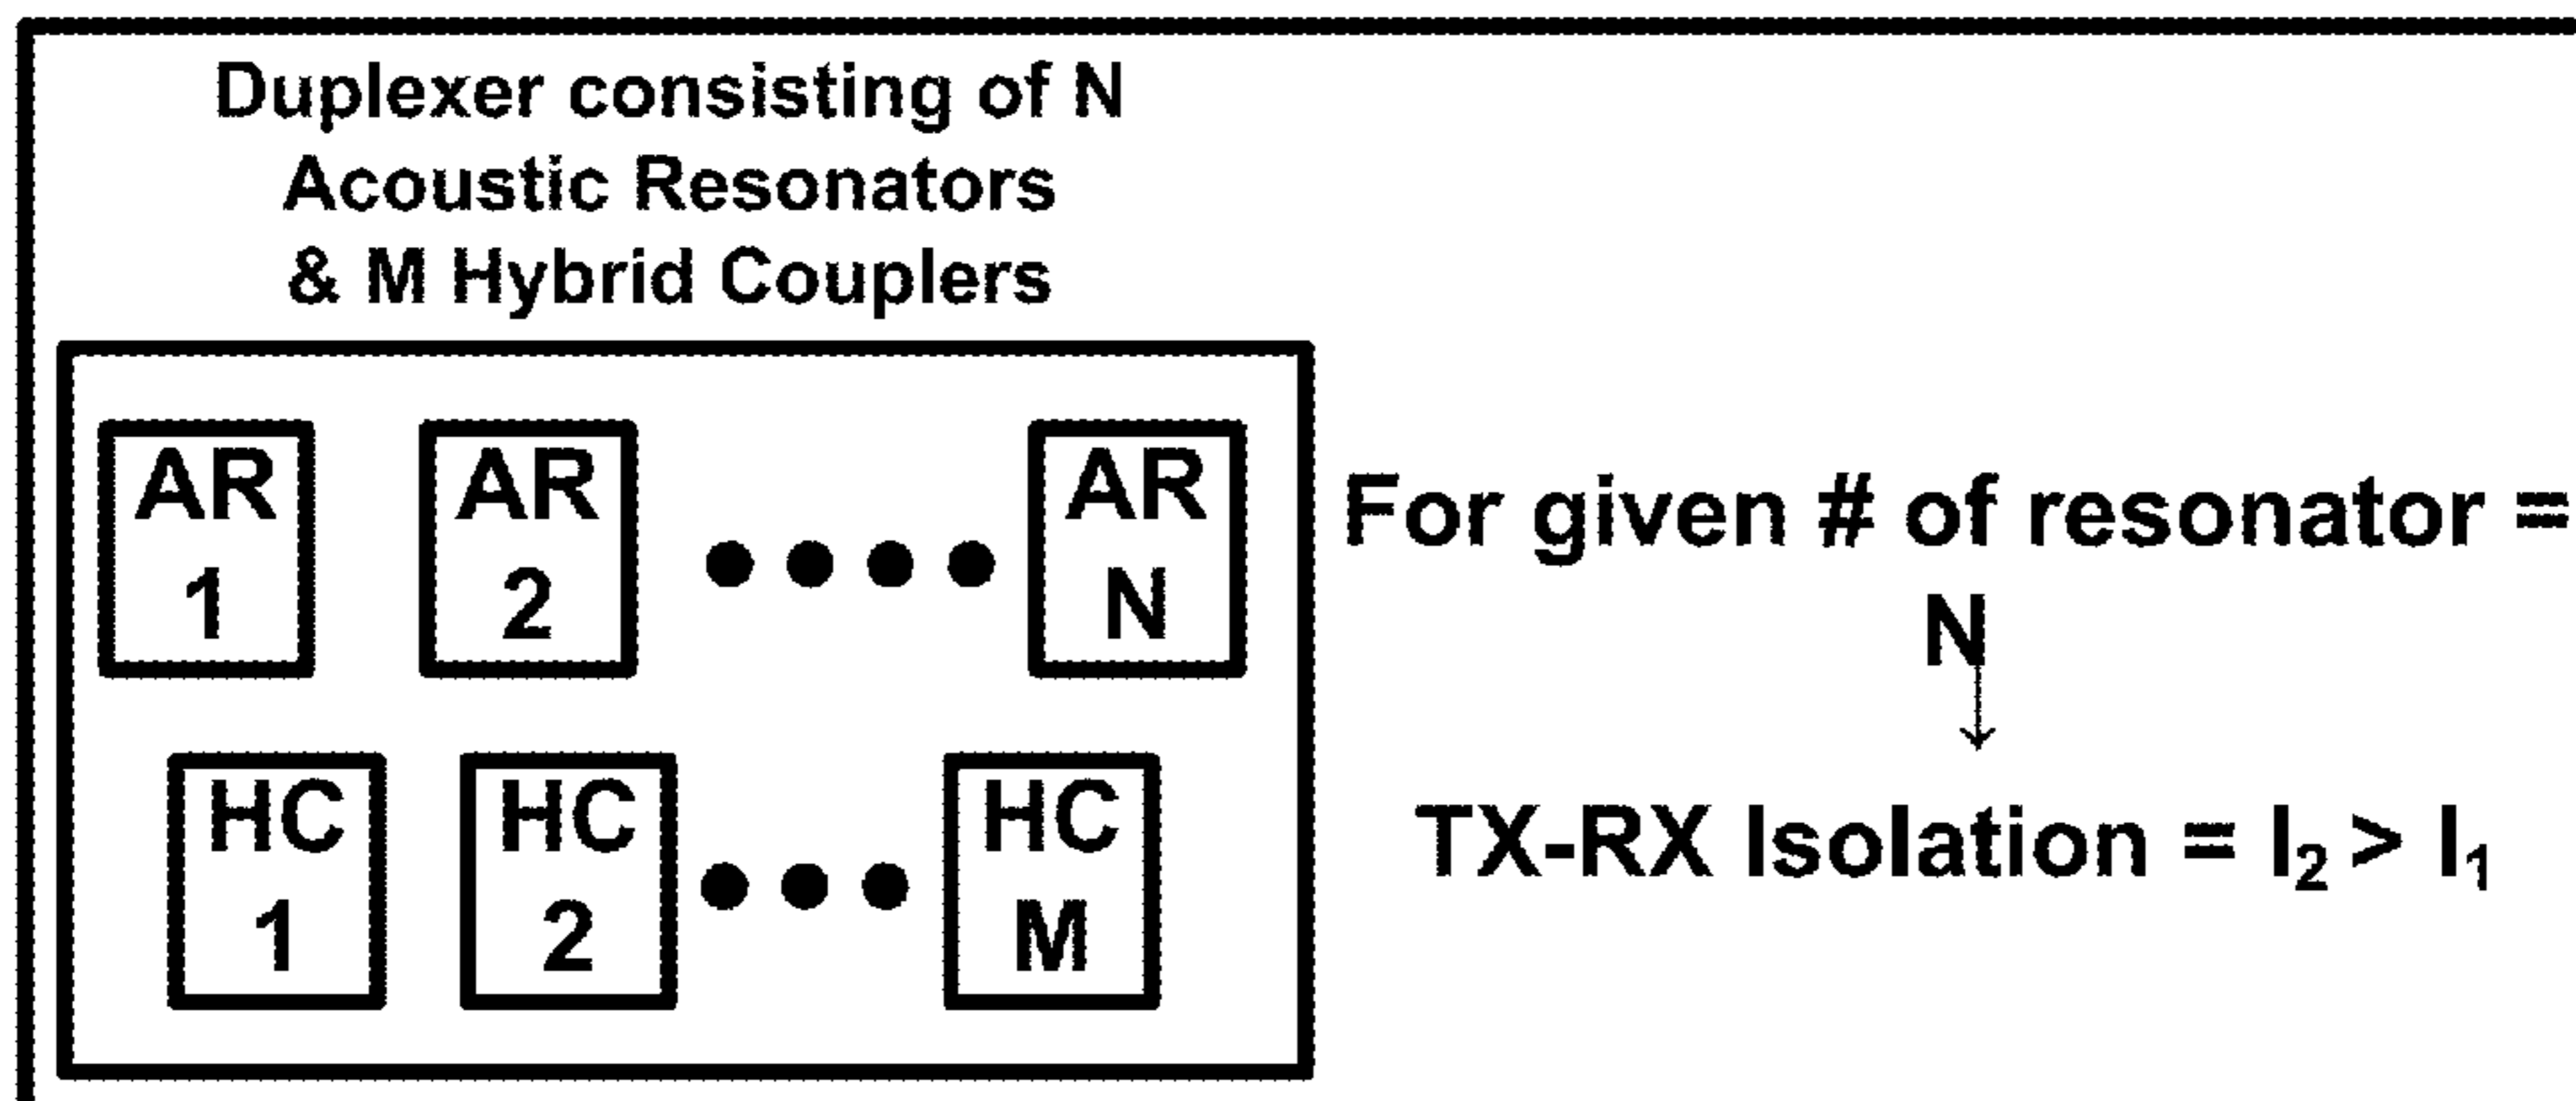 Duplexer consisting of N
Acoustic Resonators
& M Hybrid Couplers
AR
1
AR
2
AR
N
HC
1
HC
2
HC
M
For given # of resonator =
N
TX-RX Isolation = I₂ > I₁